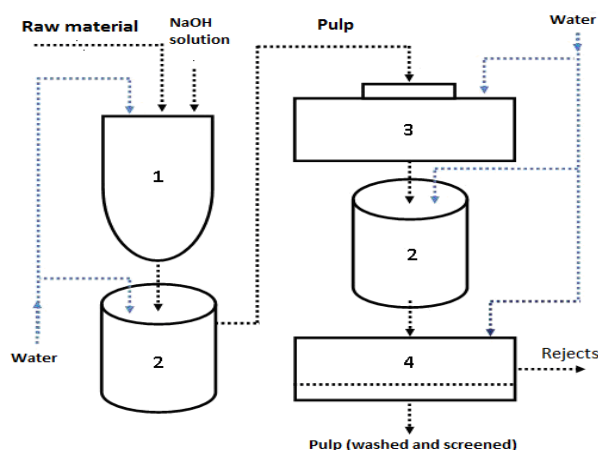 Raw material
NaOH
solution
Pulp
Water
1
3
2
2
4
Water
Rejects
Pulp (washed and screened)